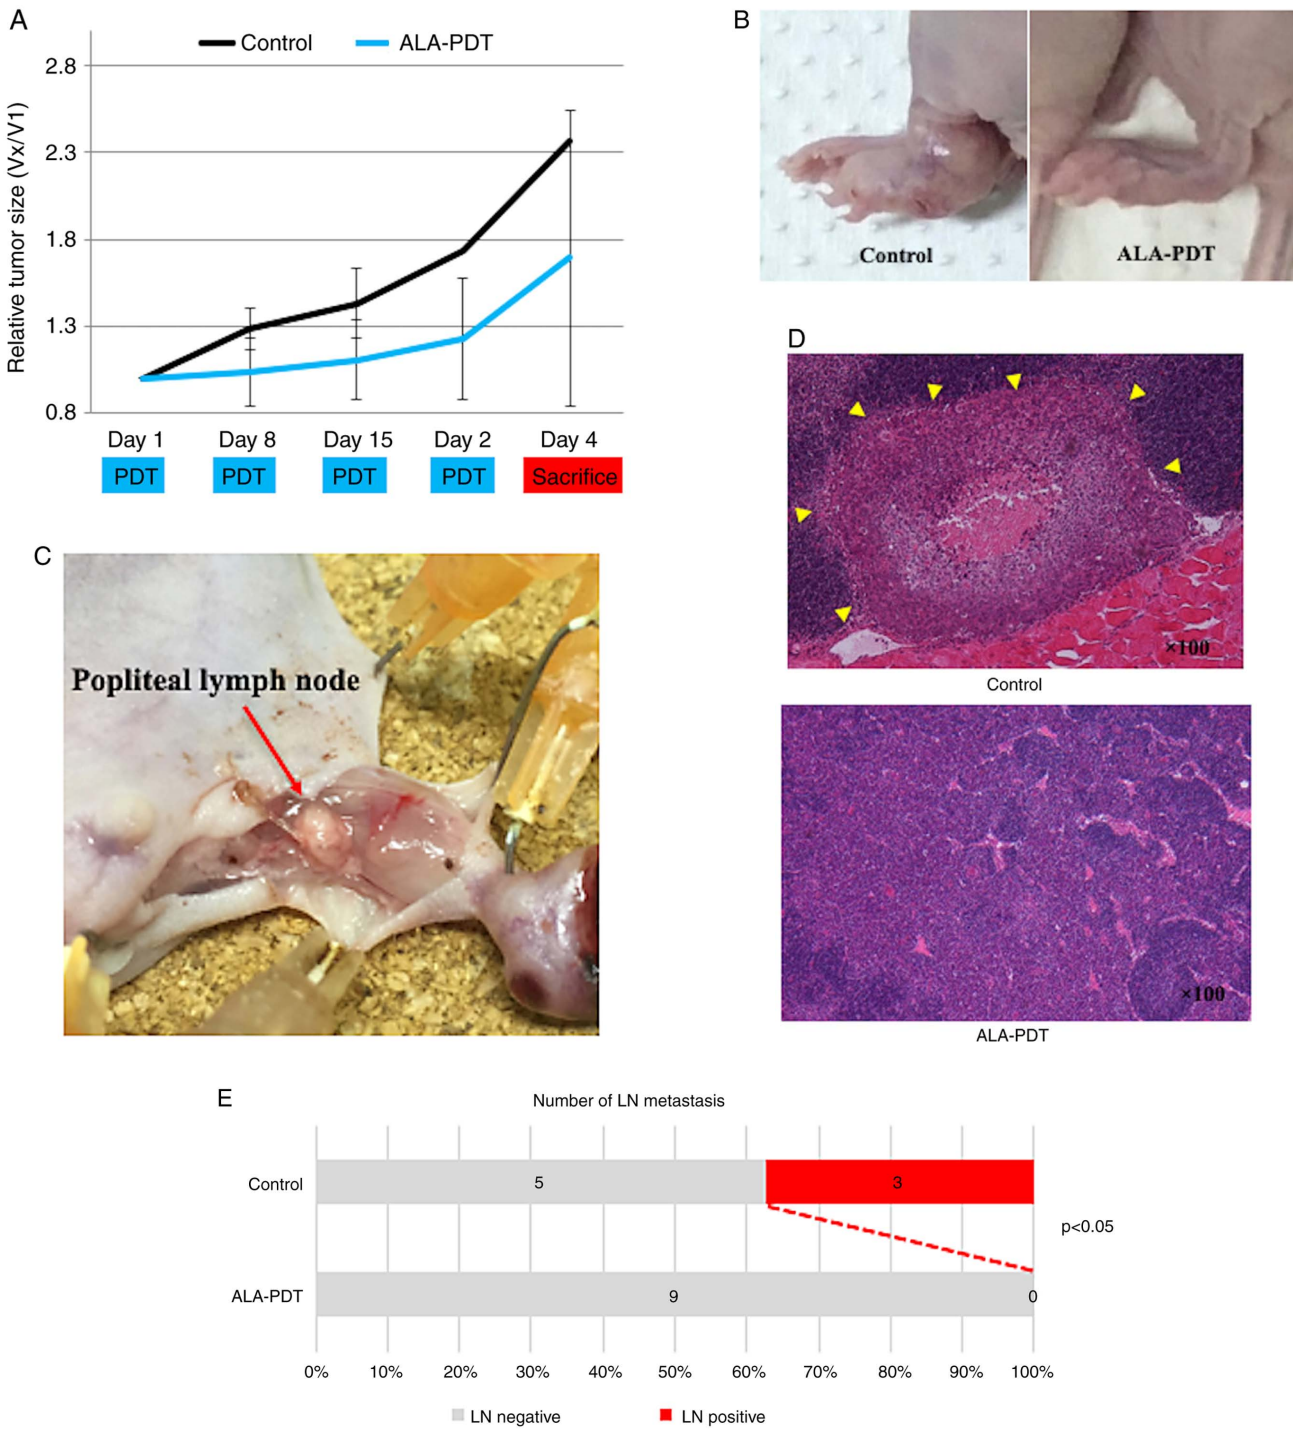 A
Control
ALA-PDT
Relative tumor size (Vx/V1)
2.8
2.3
1.8
1.3
0.8
Day 1
Day 8
Day 15
Day 2
Day 4
PDT
PDT
PDT
PDT
Sacrifice
B
Control
ALA-PDT
C
Popliteal lymph node
D
×100
Control
×100
ALA-PDT
E
Number of LN metastasis
Control
5
3
p<0.05
ALA-PDT
9
0
0%
10%
20%
30%
40%
50%
60%
70%
80%
90%
100%
LN negative
LN positive